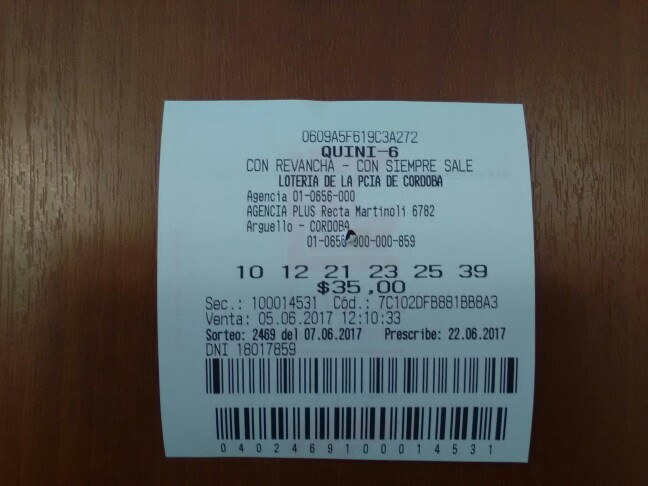 0609A5F619C3A272
QUINI-6
CON REVANCHA - CON SIEMPRE SALE
LOTERIA DE LA PCIA DE CORDOBA
Agencia 01-0656-000
AGENCIA PLUS Recta Martinoli 6782
Arguello - CORDOBA
01-0656-000-000-859
10 12 21 23 25 39
$35,00
Sec.: 100014531 Cód.: 7C102DFB881BB8A3
Venta: 05.06.2017 12:10:33
Sorteo: 2469 del 07.06.2017 Prescribe: 22.06.2017
DNI 18017859
0402469100014531